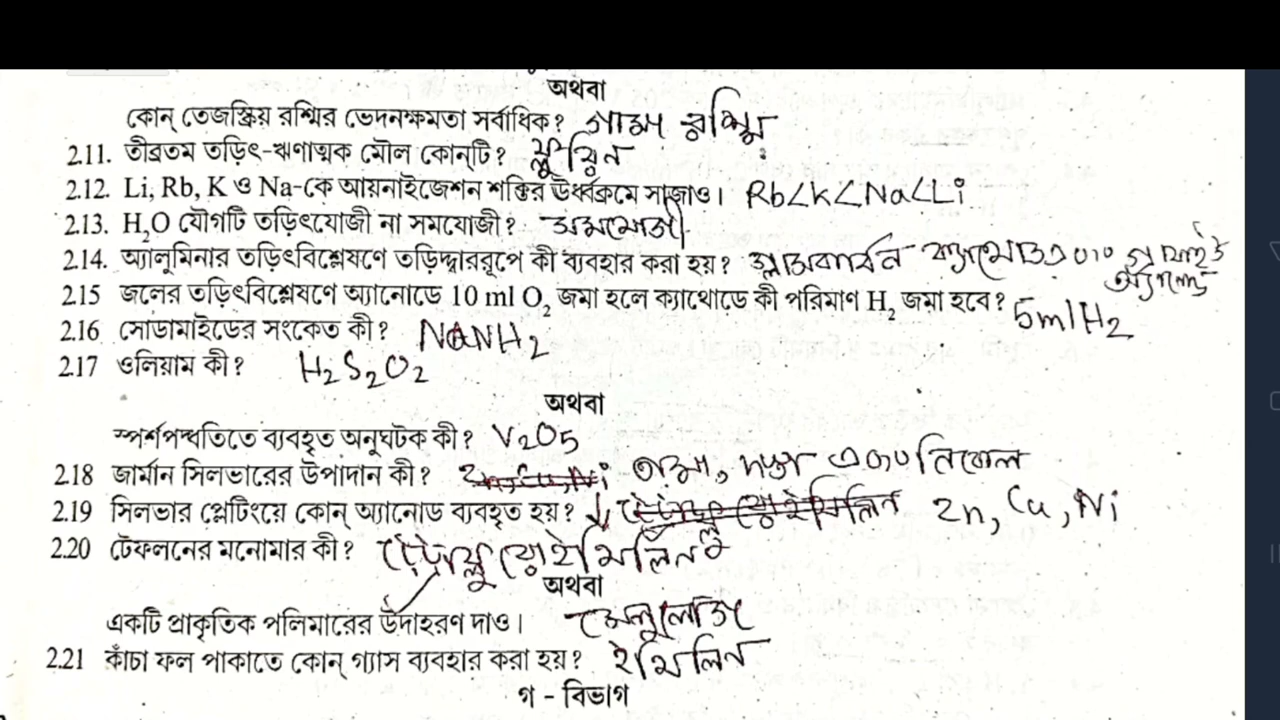 অথবা
কোন্ তেজস্ক্রিয় রশ্মির ভেদনক্ষমতা সর্বাধিক? গামা রশ্মি
2.11. তীব্রতম তড়িৎ-ঋণাত্মক মৌল কোন্‌টি? ফ্লুরিন
2.12. Li, Rb, K ও Na-কে আয়নাইজেশন শক্তির ঊর্ধ্বক্রমে সাজাও। Rb<K<Na<Li
2.13. H₂O যৌগটি তড়িৎযোজী না সমযোজী? সমযোজী
2.14. অ্যালুমিনার তড়িৎবিশ্লেষণে তড়িদ্দ্বাররূপে কী ব্যবহার করা হয়?
2.15 জলের তড়িৎবিশ্লেষণে অ্যানোডে 10 ml O₂ জমা হলে ক্যাথোডে কী পরিমাণ H₂ জমা হবে? 5ml H₂
2.16 সোডামাইডের সংকেত কী? NaNH₂
2.17 ওলিয়াম কী? H₂S₂O₂
অথবা
স্পর্শপদ্ধতিতে ব্যবহৃত অনুঘটক কী? V₂O₅
2.18 জার্মান সিলভারের উপাদান কী? তামা, দস্তা এবং নিকেল
2.19 সিলভার প্লেটিংয়ে কোন্ অ্যানোড ব্যবহৃত হয়? Zn, Cu, Ni
2.20 টেফলনের মনোমার কী?
অথবা
একটি প্রাকৃতিক পলিমারের উদাহরণ দাও। সেলুলোজ
2.21 কাঁচা ফল পাকাতে কোন্ গ্যাস ব্যবহার করা হয়? ইথিলিন
গ - বিভাগ